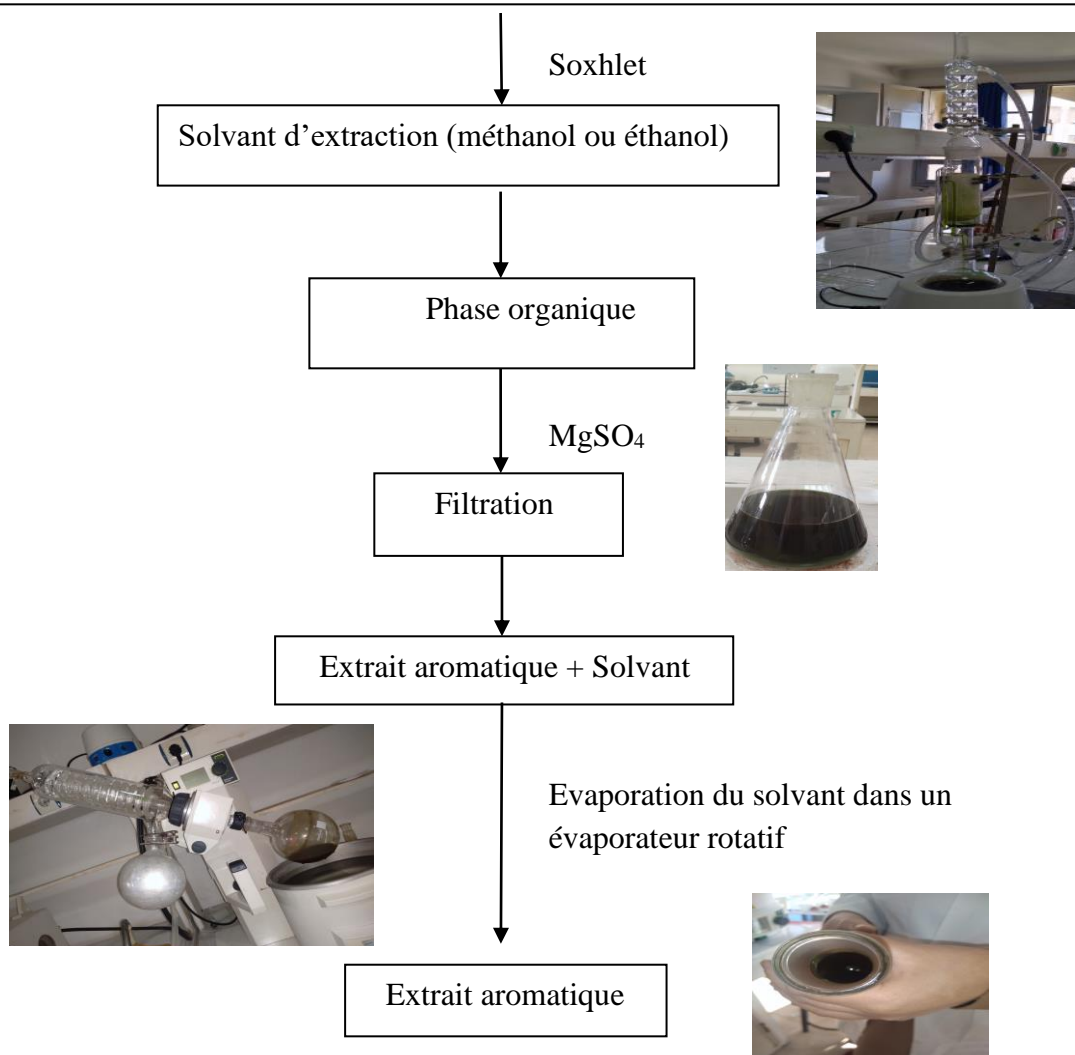 Soxhlet
Solvant d’extraction (méthanol ou éthanol)
Phase organique
MgSO₄
Filtration
Extrait aromatique + Solvant
Evaporation du solvant dans un
évaporateur rotatif
Extrait aromatique